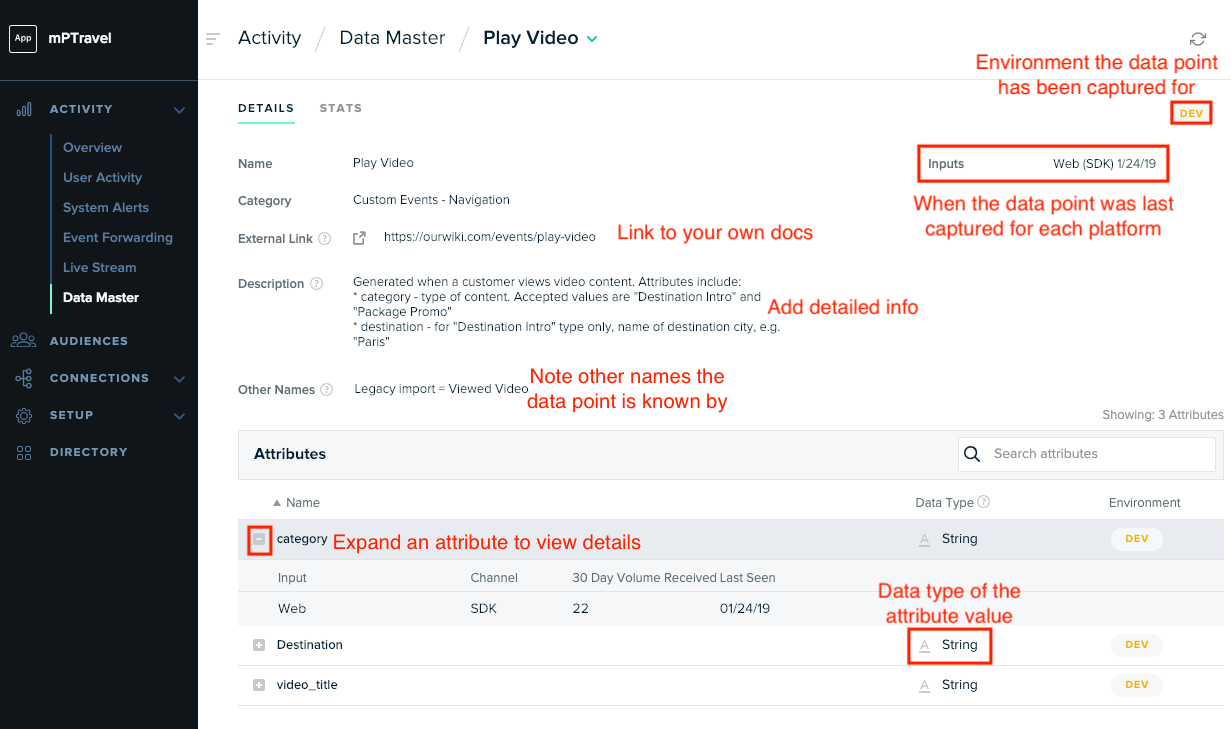 App
mPTravel
ACTIVITY
Overview
User Activity
System Alerts
Event Forwarding
Live Stream
Data Master
AUDIENCES
CONNECTIONS
SETUP
DIRECTORY
Activity / Data Master / Play Video
Environment the data point
has been captured for
DEV
DETAILS STATS
Name Play Video
Inputs Web (SDK) 1/24/19
When the data point was last
captured for each platform
Category Custom Events - Navigation
External Link ? https://ourwiki.com/events/play-video
Link to your own docs
Description ? Generated when a customer views video content. Attributes include:
* category - type of content. Accepted values are "Destination Intro" and
"Package Promo"
* destination - for "Destination Intro" type only, name of destination city, e.g.
"Paris"
Add detailed info
Other Names ? Legacy import = Viewed Video
Note other names the
data point is known by
Showing: 3 Attributes
Attributes Search attributes
Name Data Type ? Environment
category Expand an attribute to view details A String DEV
Input Channel 30 Day Volume Received Last Seen
Web SDK 22 01/24/19
Data type of the
attribute value
Destination A String DEV
video_title A String DEV